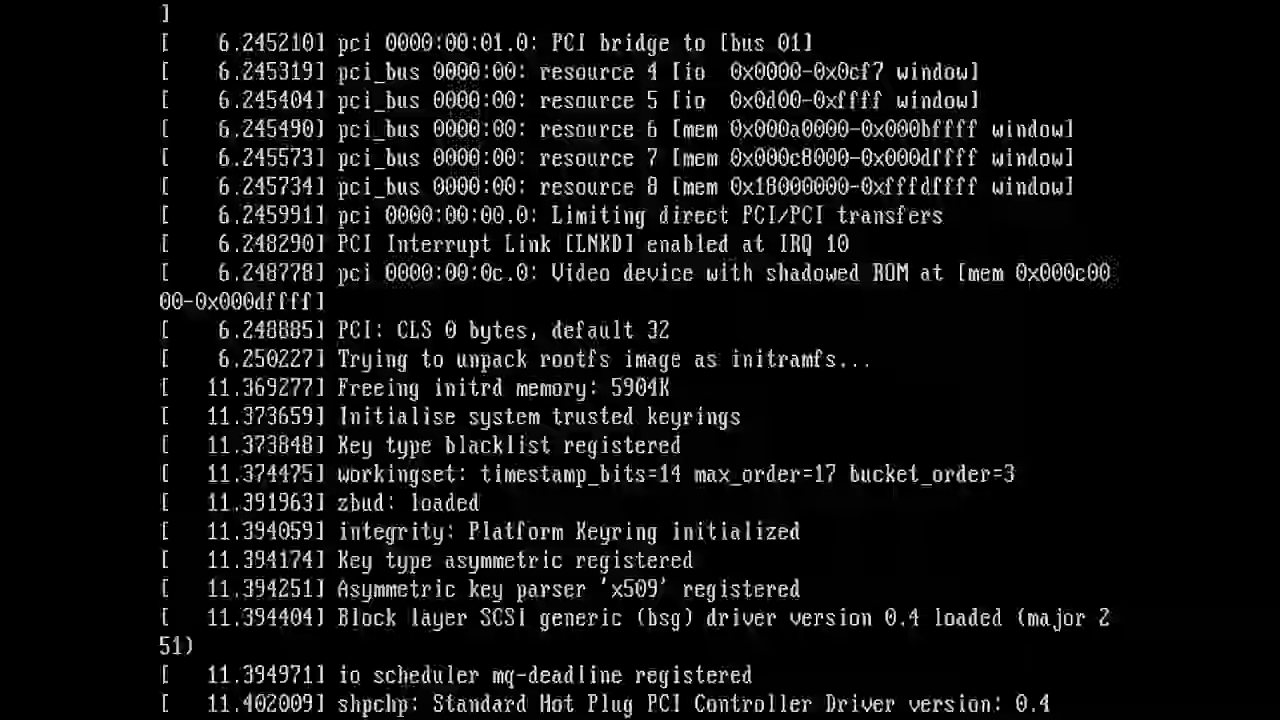 ]
[    6.245210] pci 0000:00:01.0: PCI bridge to [bus 01]
[    6.245319] pci_bus 0000:00: resource 4 [io  0x0000-0x0cf7 window]
[    6.245404] pci_bus 0000:00: resource 5 [io  0x0d00-0xffff window]
[    6.245490] pci_bus 0000:00: resource 6 [mem 0x000a0000-0x000bffff window]
[    6.245573] pci_bus 0000:00: resource 7 [mem 0x000c8000-0x000dffff window]
[    6.245734] pci_bus 0000:00: resource 8 [mem 0x18000000-0xfffdffff window]
[    6.245991] pci 0000:00:00.0: Limiting direct PCI/PCI transfers
[    6.248290] PCI Interrupt Link [LNKD] enabled at IRQ 10
[    6.248778] pci 0000:00:0c.0: Video device with shadowed ROM at [mem 0x000c00
00-0x000dffff]
[    6.248885] PCI: CLS 0 bytes, default 32
[    6.250227] Trying to unpack rootfs image as initramfs...
[   11.369277] Freeing initrd memory: 5904K
[   11.373659] Initialise system trusted keyrings
[   11.373848] Key type blacklist registered
[   11.374475] workingset: timestamp_bits=14 max_order=17 bucket_order=3
[   11.391963] zbud: loaded
[   11.394059] integrity: Platform Keyring initialized
[   11.394174] Key type asymmetric registered
[   11.394251] Asymmetric key parser 'x509' registered
[   11.394404] Block layer SCSI generic (bsg) driver version 0.4 loaded (major 2
51)
[   11.394971] io scheduler mq-deadline registered
[   11.402009] shpchp: Standard Hot Plug PCI Controller Driver version: 0.4